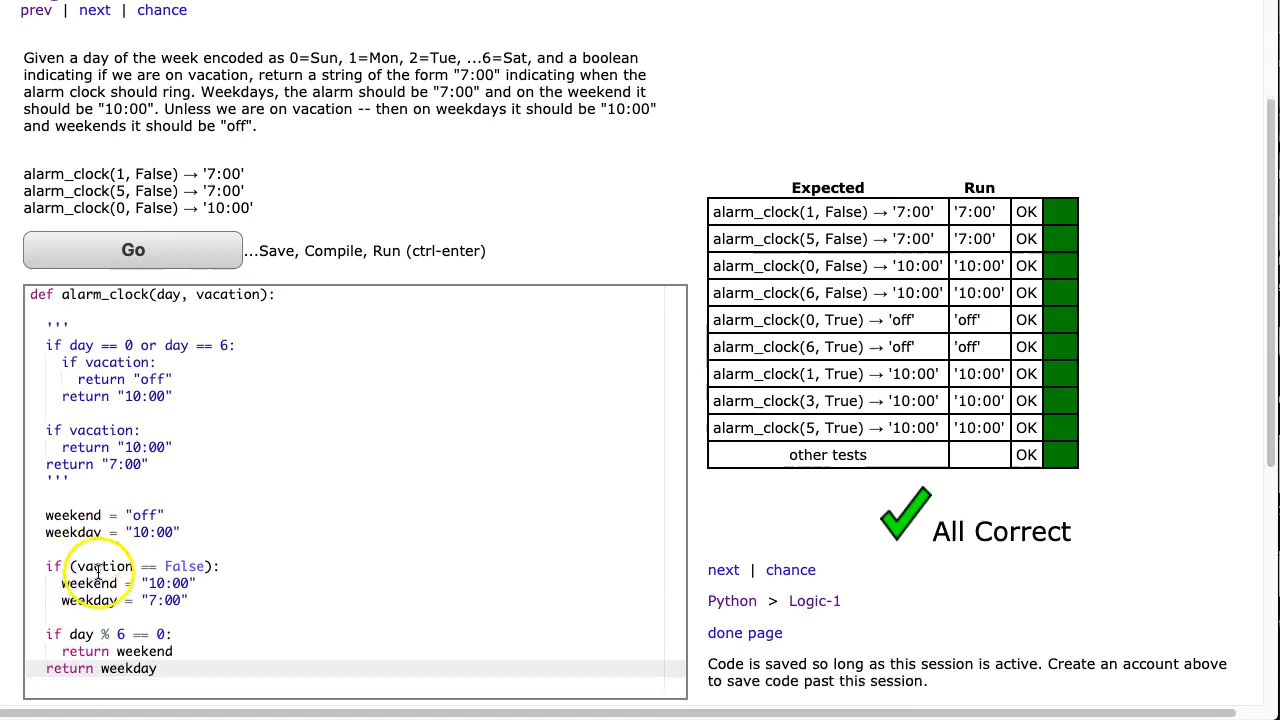 prev | next | chance
Given a day of the week encoded as 0=Sun, 1=Mon, 2=Tue, ...6=Sat, and a boolean
indicating if we are on vacation, return a string of the form "7:00" indicating when the
alarm clock should ring. Weekdays, the alarm should be "7:00" and on the weekend it
should be "10:00". Unless we are on vacation -- then on weekdays it should be "10:00"
and weekends it should be "off".
alarm_clock(1, False) → '7:00'
alarm_clock(5, False) → '7:00'
alarm_clock(0, False) → '10:00'
Go ...Save, Compile, Run (ctrl-enter)
def alarm_clock(day, vacation):
'''
if day == 0 or day == 6:
if vacation:
return "off"
return "10:00"
if vacation:
return "10:00"
return "7:00"
'''
weekend = "off"
weekday = "10:00"
if (vaction == False):
weekend = "10:00"
weekday = "7:00"
if day % 6 == 0:
return weekend
return weekday
Expected Run
alarm_clock(1, False) → '7:00' '7:00' OK
alarm_clock(5, False) → '7:00' '7:00' OK
alarm_clock(0, False) → '10:00' '10:00' OK
alarm_clock(6, False) → '10:00' '10:00' OK
alarm_clock(0, True) → 'off' 'off' OK
alarm_clock(6, True) → 'off' 'off' OK
alarm_clock(1, True) → '10:00' '10:00' OK
alarm_clock(3, True) → '10:00' '10:00' OK
alarm_clock(5, True) → '10:00' '10:00' OK
other tests OK
All Correct
next | chance
Python > Logic-1
done page
Code is saved so long as this session is active. Create an account above
to save code past this session.